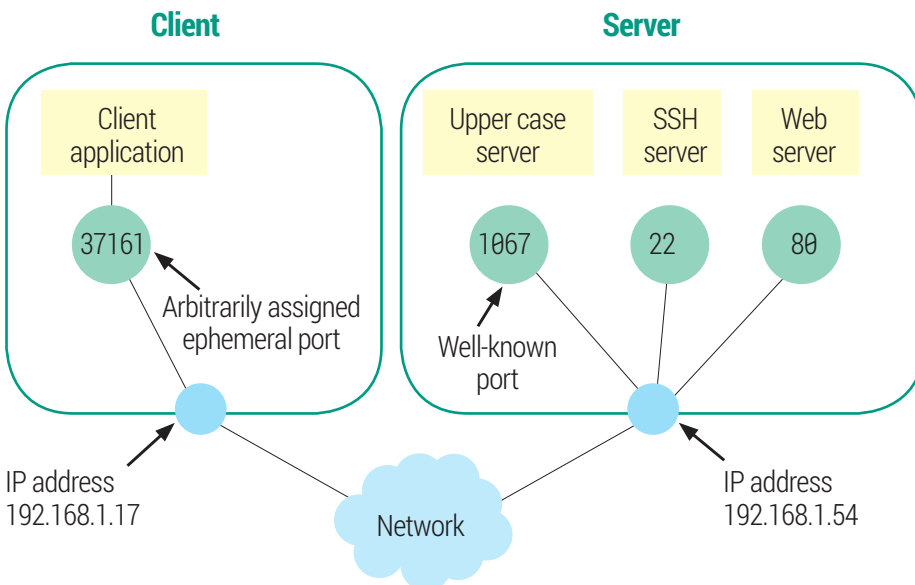 Client
Server
Client
application
Upper case
server
SSH
server
Web
server
37161
1067
22
80
Arbitrarily assigned
ephemeral port
Well-known
port
IP address
192.168.1.17
Network
IP address
192.168.1.54